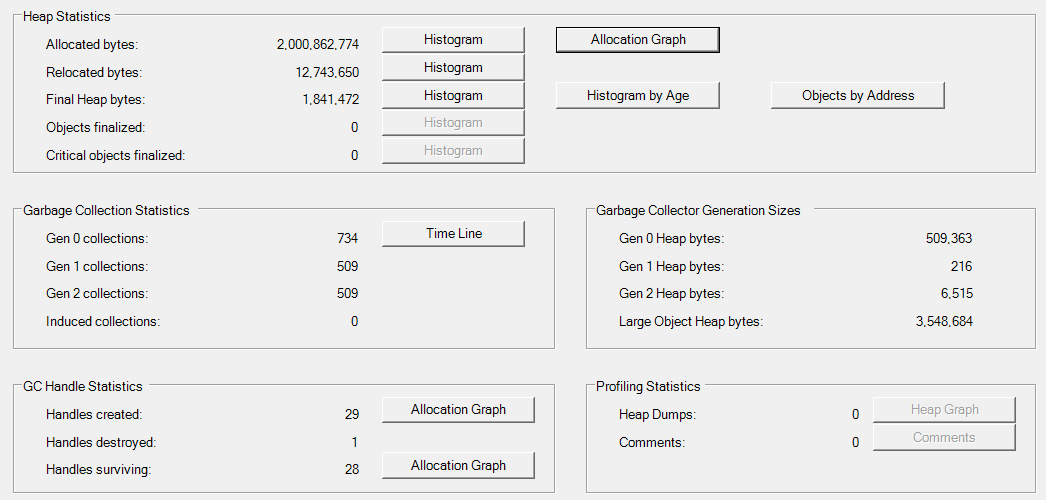 Heap Statistics
Allocated bytes: 2,000,862,774 Histogram Allocation Graph
Relocated bytes: 12,743,650 Histogram
Final Heap bytes: 1,841,472 Histogram Histogram by Age Objects by Address
Objects finalized: 0 Histogram
Critical objects finalized: 0 Histogram
Garbage Collection Statistics
Gen 0 collections: 734 Time Line
Gen 1 collections: 509
Gen 2 collections: 509
Induced collections: 0
Garbage Collector Generation Sizes
Gen 0 Heap bytes: 509,363
Gen 1 Heap bytes: 216
Gen 2 Heap bytes: 6,515
Large Object Heap bytes: 3,548,684
GC Handle Statistics
Handles created: 29 Allocation Graph
Handles destroyed: 1
Handles surviving: 28 Allocation Graph
Profiling Statistics
Heap Dumps: 0 Heap Graph
Comments: 0 Comments